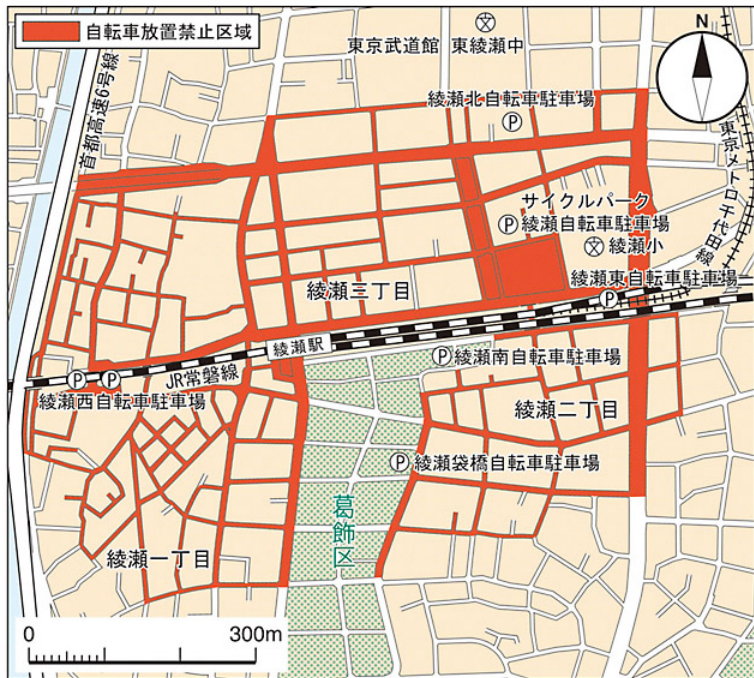 自転車放置禁止区域
東京武道館 東綾瀬中
N
首都高速6号線
綾瀬北自転車駐車場
P
東京メトロ千代田線
サイクルパーク
P綾瀬自転車駐車場
文綾瀬小
綾瀬東自転車駐車場
P
綾瀬三丁目
綾瀬駅
P綾瀬南自転車駐車場
JR常磐線
P P
綾瀬西自転車駐車場
綾瀬二丁目
P綾瀬袋橋自転車駐車場
葛飾区
綾瀬一丁目
0 300m